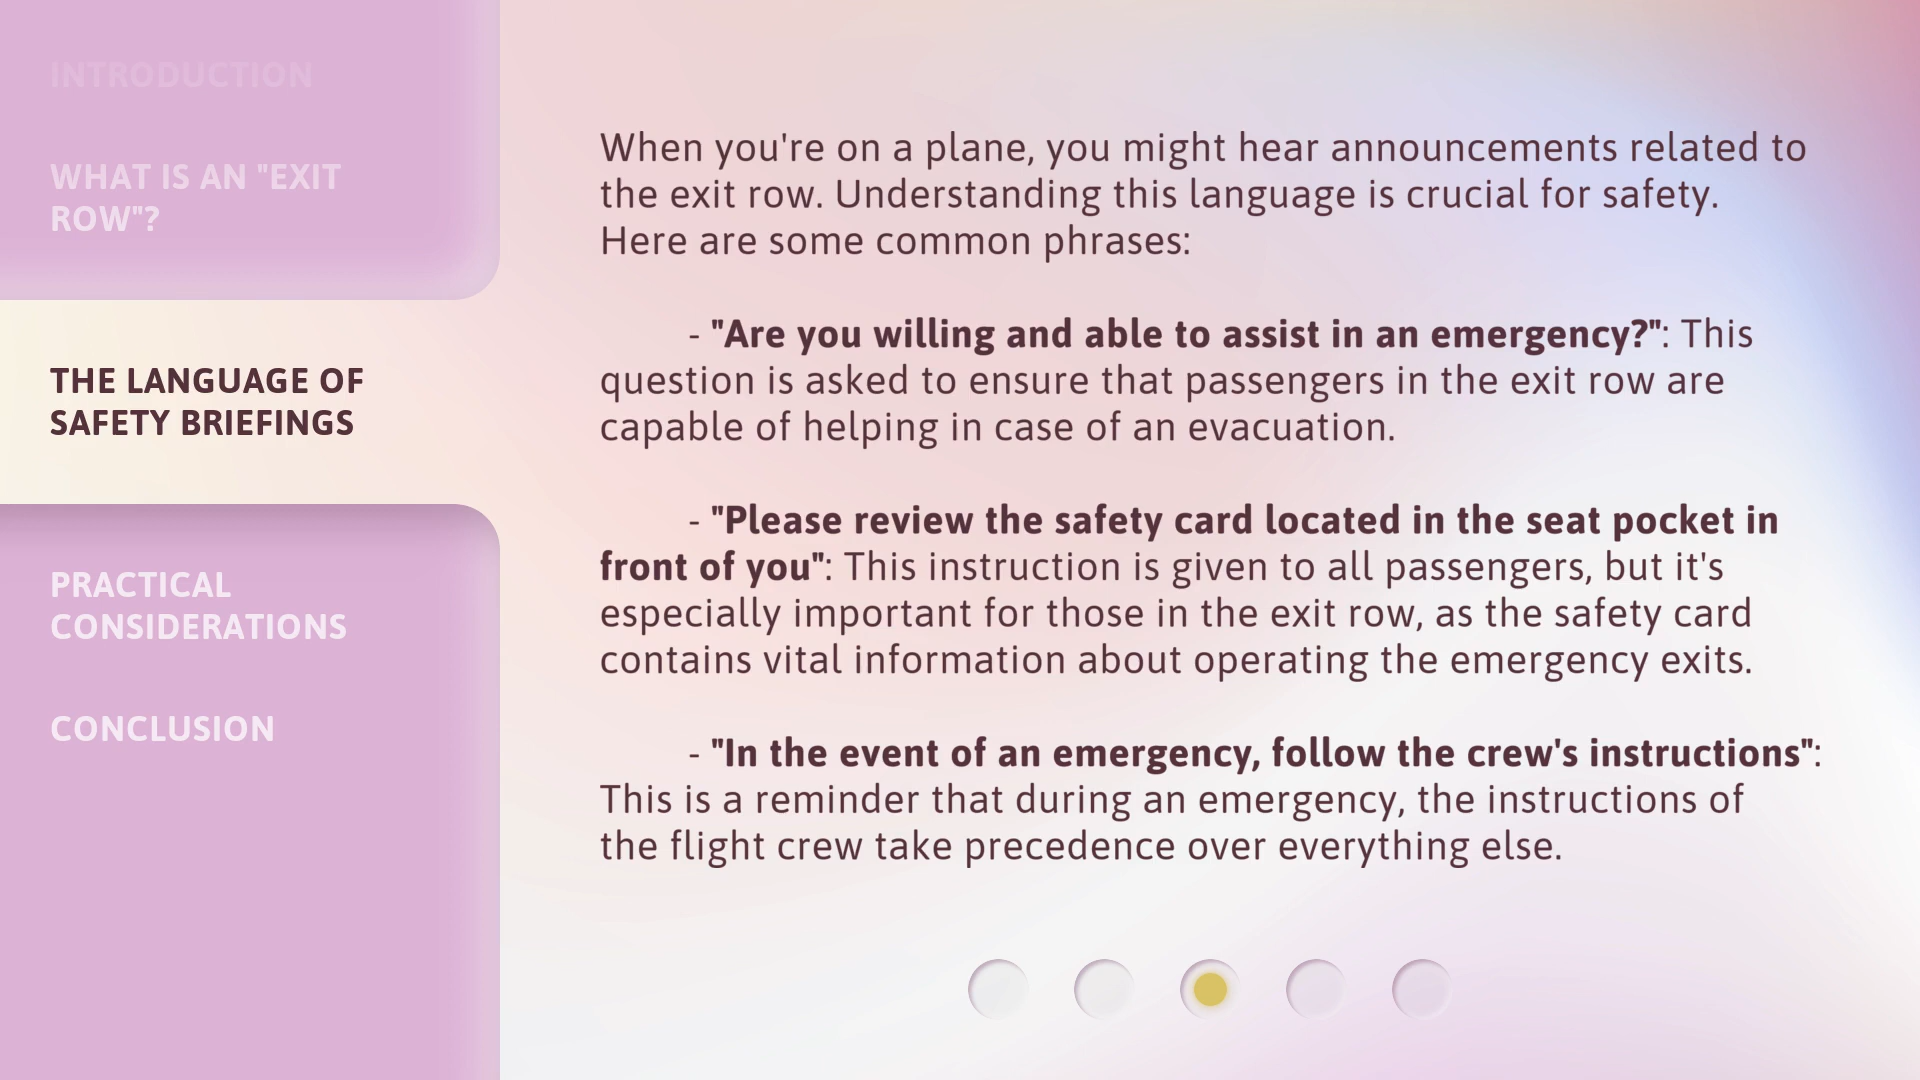 INTRODUCTION
WHAT IS AN "EXIT
ROW"?
THE LANGUAGE OF
SAFETY BRIEFINGS
PRACTICAL
CONSIDERATIONS
CONCLUSION
When you're on a plane, you might hear announcements related to
the exit row. Understanding this language is crucial for safety.
Here are some common phrases:
- "Are you willing and able to assist in an emergency?": This
question is asked to ensure that passengers in the exit row are
capable of helping in case of an evacuation.
- "Please review the safety card located in the seat pocket in
front of you": This instruction is given to all passengers, but it's
especially important for those in the exit row, as the safety card
contains vital information about operating the emergency exits.
- "In the event of an emergency, follow the crew's instructions":
This is a reminder that during an emergency, the instructions of
the flight crew take precedence over everything else.